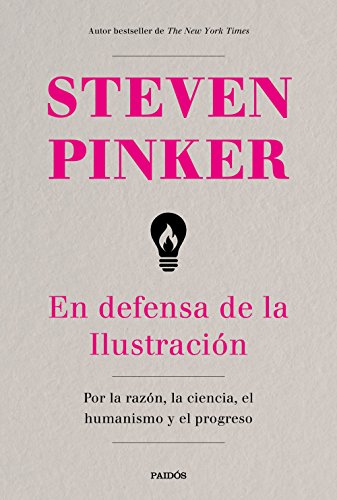 Autor bestseller de The New York Times
STEVEN
PINKER
En defensa de la
Ilustración
Por la razón, la ciencia, el
humanismo y el progreso
PAIDÓS